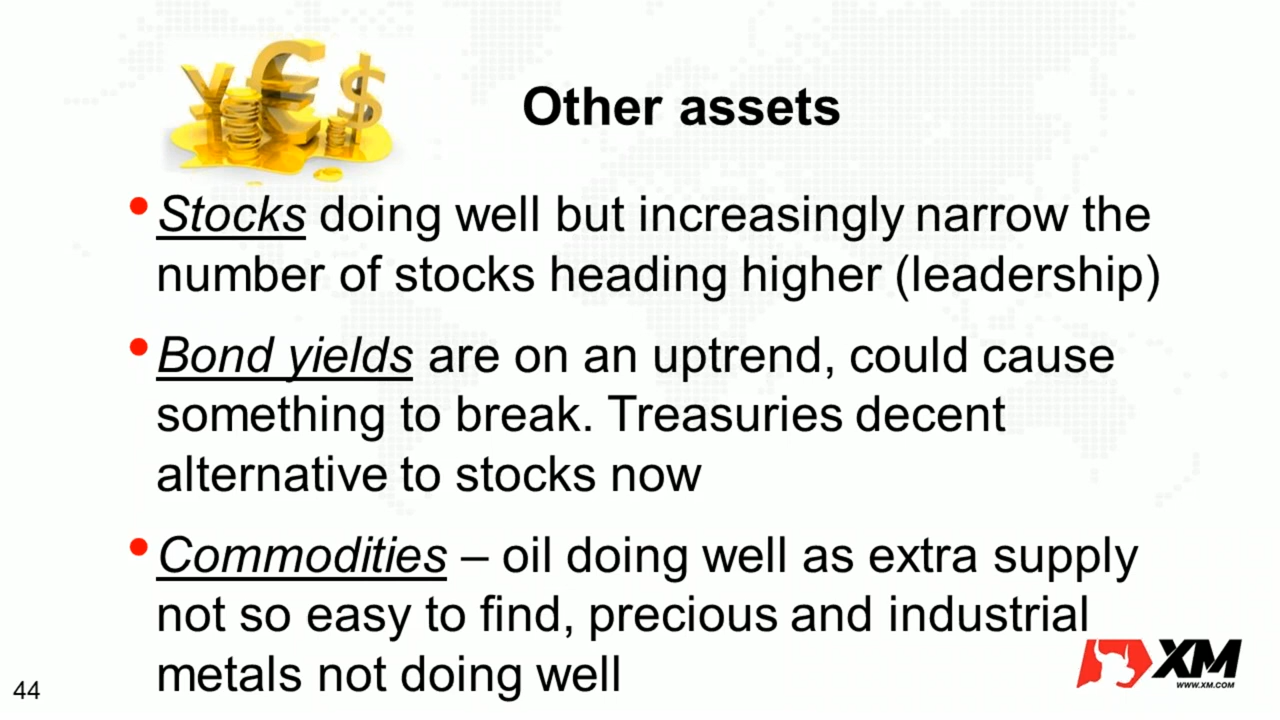 Other assets
• Stocks doing well but increasingly narrow the
number of stocks heading higher (leadership)
• Bond yields are on an uptrend, could cause
something to break. Treasuries decent
alternative to stocks now
• Commodities – oil doing well as extra supply
not so easy to find, precious and industrial
metals not doing well
XM
WWW.XM.COM
44